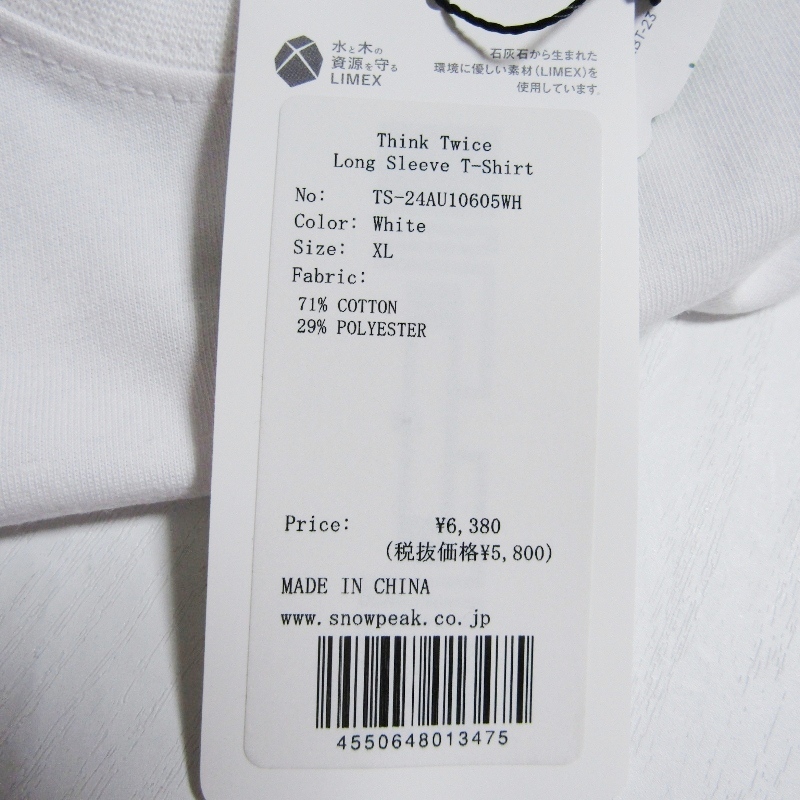 水と木の
資源を守る
LIMEX
石灰石から生まれた
環境に優しい素材(LIMEX)を
使用しています。
Think Twice
Long Sleeve T-Shirt
No: TS-24AU10605WH
Color: White
Size: XL
Fabric:
71% COTTON
29% POLYESTER
Price: ¥6,380
(税抜価格¥5,800)
MADE IN CHINA
www.snowpeak.co.jp
4550648013475